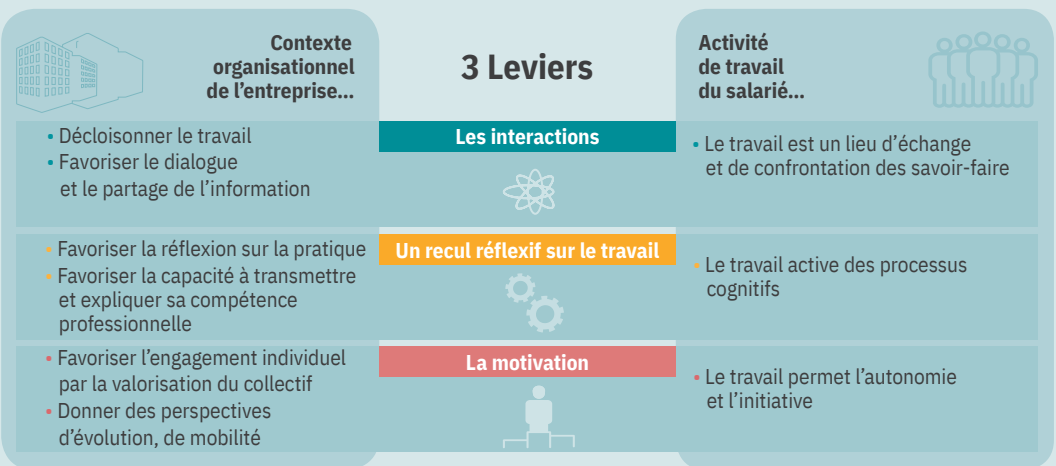 Contexte
organisationnel
de l’entreprise...
3 Leviers
Activité
de travail
du salarié...
• Décloisonner le travail
• Favoriser le dialogue
et le partage de l’information
Les interactions
• Le travail est un lieu d’échange
et de confrontation des savoir-faire
• Favoriser la réflexion sur la pratique
• Favoriser la capacité à transmettre
et expliquer sa compétence
professionnelle
Un recul réflexif sur le travail
• Le travail active des processus
cognitifs
• Favoriser l’engagement individuel
par la valorisation du collectif
• Donner des perspectives
d’évolution, de mobilité
La motivation
• Le travail permet l’autonomie
et l’initiative